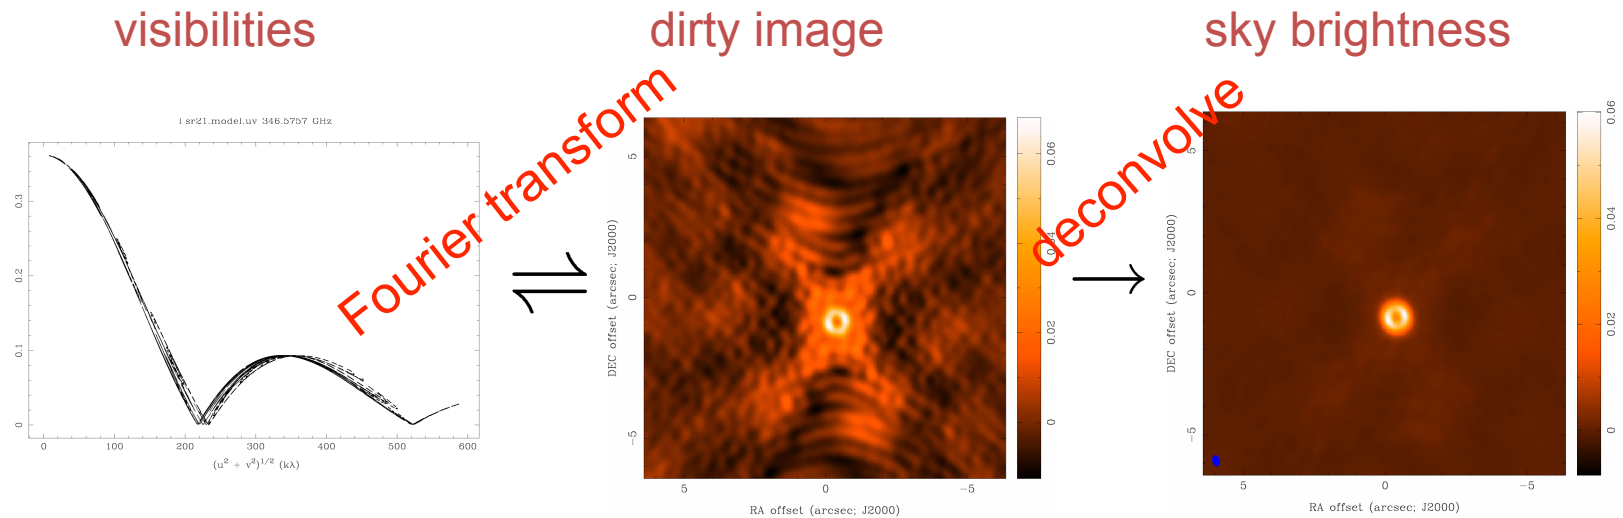 visibilities
dirty image
sky brightness
Fourier transform
deconvolve
I sr21.model.uv 346.5757 GHz
0.3
0.2
0.1
0
0 100 200 300 400 500 600
(u² + v²)^1/2 (kλ)
DEC offset (arcsec; J2000)
5
0
−5
5 0 −5
RA offset (arcsec; J2000)
0.06
0.04
0.02
0
DEC offset (arcsec; J2000)
5
0
−5
5 0 −5
RA offset (arcsec; J2000)
0.06
0.04
0.02
0